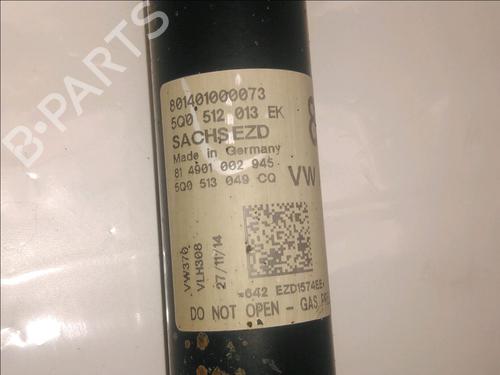 801401000073
5Q0 512 013 EK
SACHS EZD
Made in Germany
81 4901 002 945
5Q0 513 049 CQ
VW
VW370
VLH308
27/11/14
*642 EZD1574EE*
DO NOT OPEN - GAS
B-PARTS